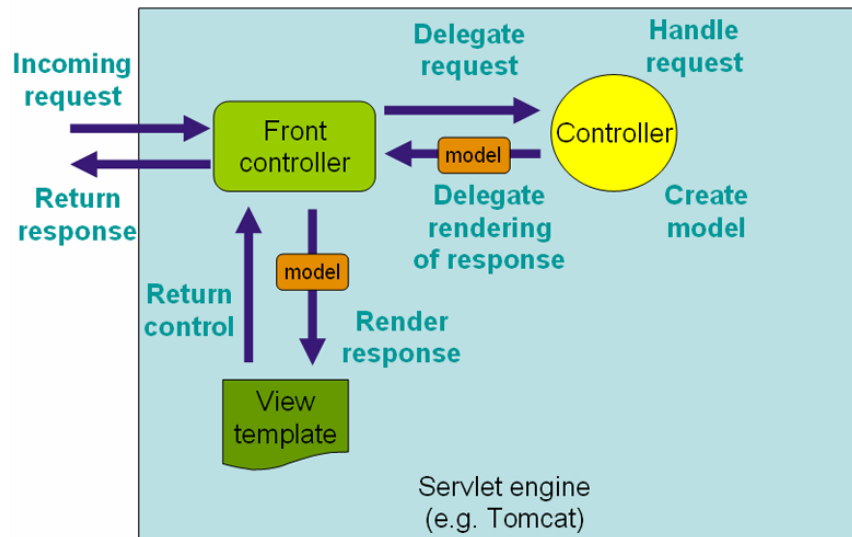 Incoming
request
Delegate
request
Handle
request
Front
controller
Controller
model
Return
response
Delegate
rendering
of response
Create
model
model
Return
control
Render
response
View
template
Servlet engine
(e.g. Tomcat)